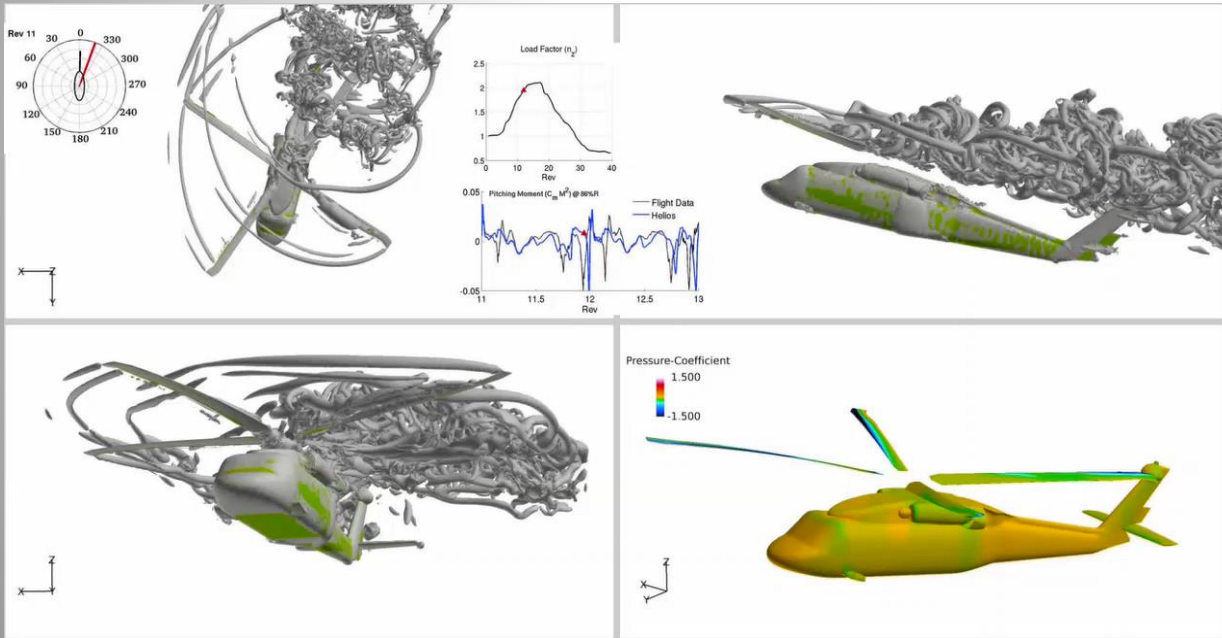 Rev 11
0
30
330
60
300
90
270
120
240
150
210
180
X
Z
Y
Load Factor (n_z)
2.5
2
1.5
1
0.5
0
10
20
30
40
Rev
0.05
Pitching Moment (C_m M²) @ 86%R
Flight Data
Helios
0
-0.05
11
11.5
12
12.5
13
Rev
Z
X
Y
Pressure-Coefficient
1.500
-1.500
Z
X
Y